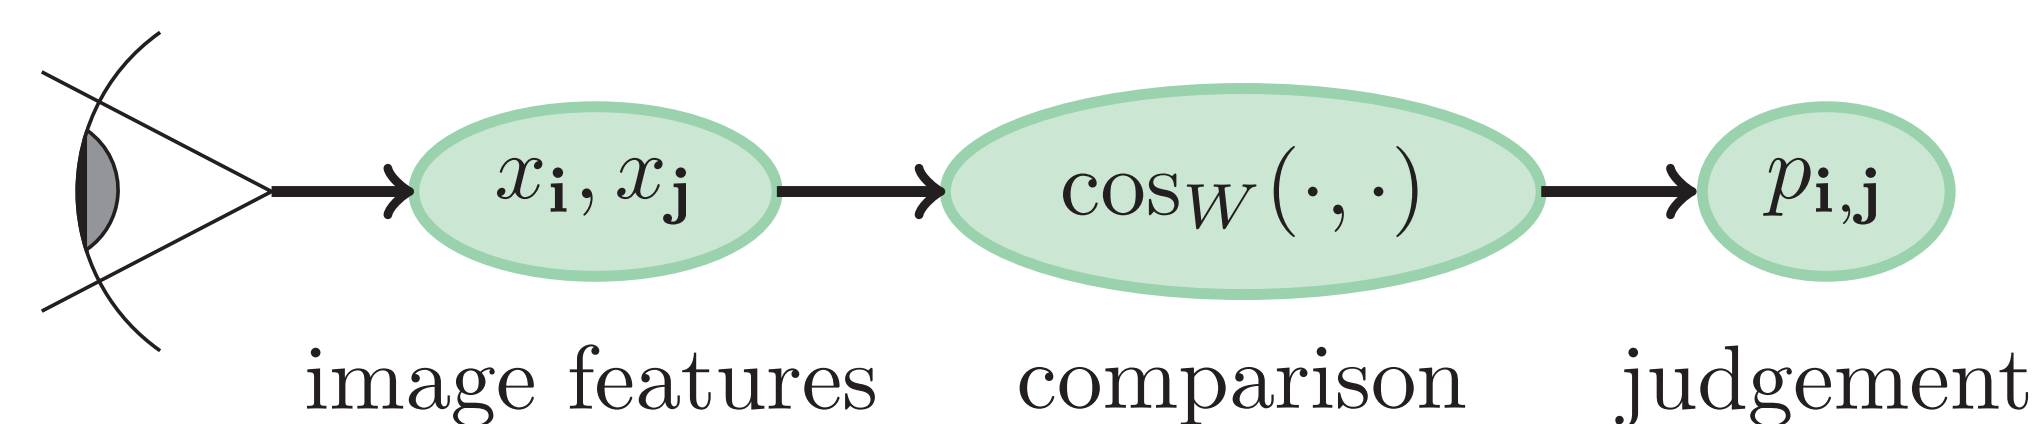 x_i, x_j
cos_W(·, ·)
p_i,j
image features
comparison
judgement